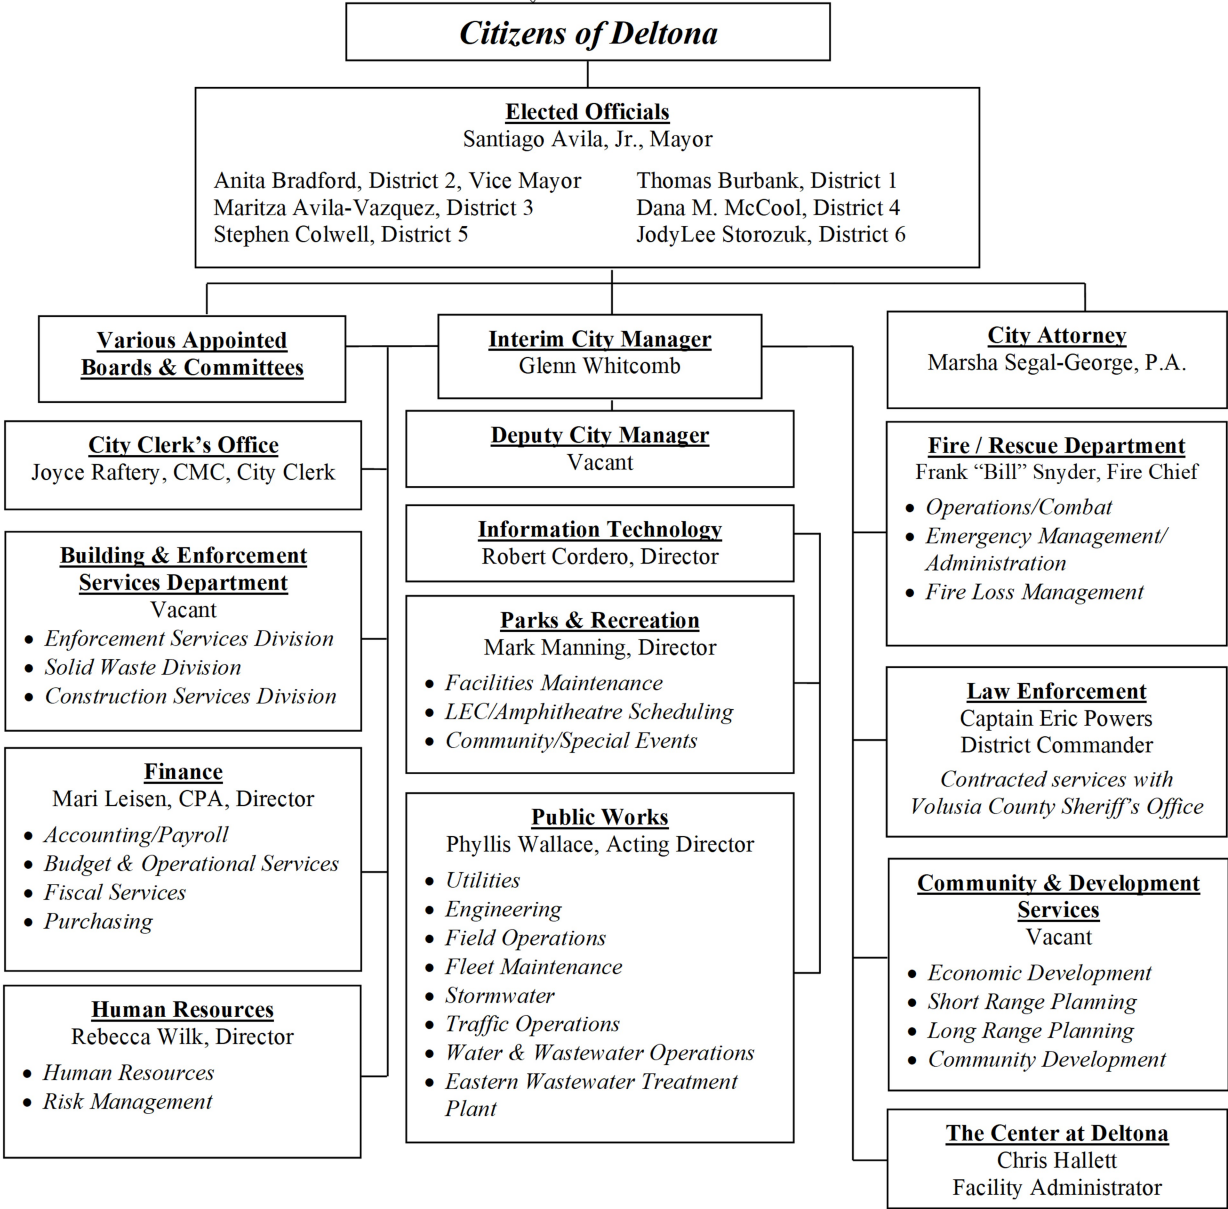 Citizens of Deltona
Elected Officials
Santiago Avila, Jr., Mayor
Anita Bradford, District 2, Vice Mayor
Maritza Avila-Vazquez, District 3
Stephen Colwell, District 5
Thomas Burbank, District 1
Dana M. McCool, District 4
JodyLee Storozuk, District 6
Various Appointed
Boards & Committees
Interim City Manager
Glenn Whitcomb
City Attorney
Marsha Segal-George, P.A.
City Clerk’s Office
Joyce Raftery, CMC, City Clerk
Building & Enforcement
Services Department
Vacant
• Enforcement Services Division
• Solid Waste Division
• Construction Services Division
Finance
Mari Leisen, CPA, Director
• Accounting/Payroll
• Budget & Operational Services
• Fiscal Services
• Purchasing
Human Resources
Rebecca Wilk, Director
• Human Resources
• Risk Management
Deputy City Manager
Vacant
Information Technology
Robert Cordero, Director
Parks & Recreation
Mark Manning, Director
• Facilities Maintenance
• LEC/Amphitheatre Scheduling
• Community/Special Events
Public Works
Phyllis Wallace, Acting Director
• Utilities
• Engineering
• Field Operations
• Fleet Maintenance
• Stormwater
• Traffic Operations
• Water & Wastewater Operations
• Eastern Wastewater Treatment
Plant
Fire / Rescue Department
Frank “Bill” Snyder, Fire Chief
• Operations/Combat
• Emergency Management/
Administration
• Fire Loss Management
Law Enforcement
Captain Eric Powers
District Commander
Contracted services with
Volusia County Sheriff’s Office
Community & Development
Services
Vacant
• Economic Development
• Short Range Planning
• Long Range Planning
• Community Development
The Center at Deltona
Chris Hallett
Facility Administrator